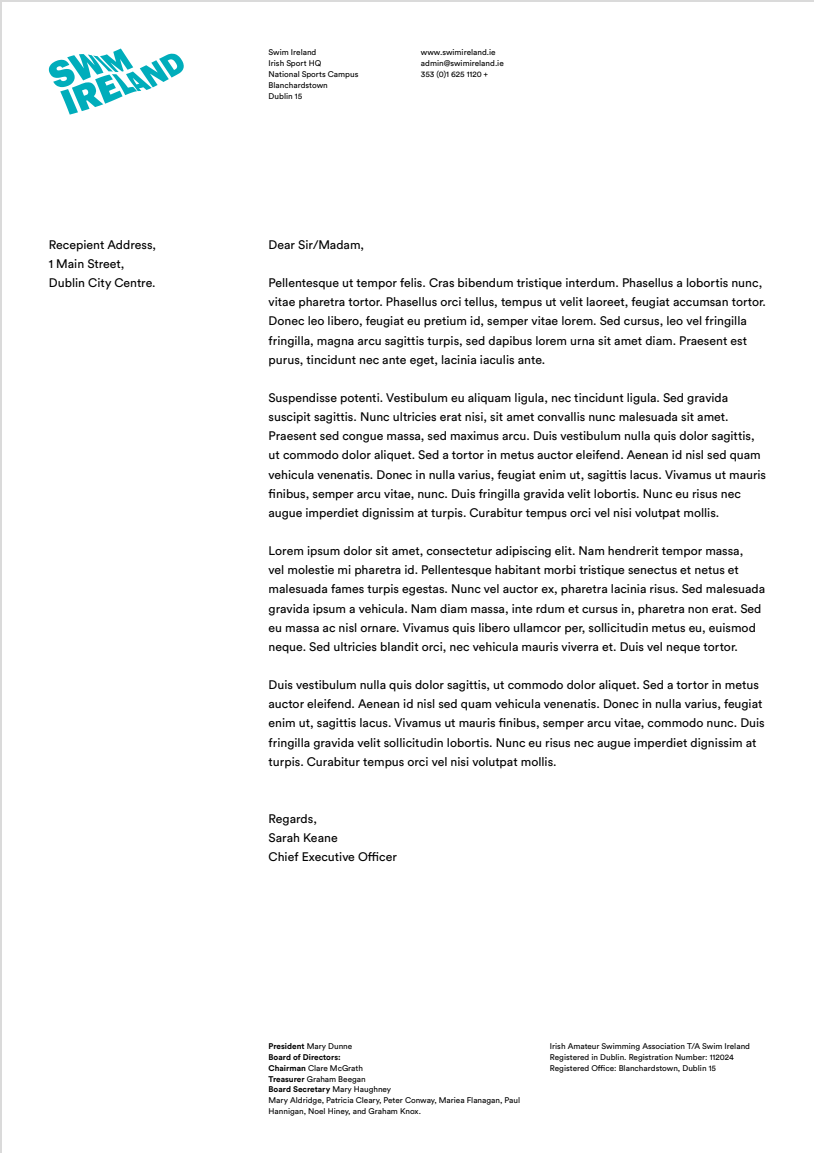 SWIM
IRELAND
Swim Ireland
Irish Sport HQ
National Sports Campus
Blanchardstown
Dublin 15
www.swimireland.ie
admin@swimireland.ie
353 (0)1 625 1120 +
Recepient Address,
1 Main Street,
Dublin City Centre.
Dear Sir/Madam,
Pellentesque ut tempor felis. Cras bibendum tristique interdum. Phasellus a lobortis nunc,
vitae pharetra tortor. Phasellus orci tellus, tempus ut velit laoreet, feugiat accumsan tortor.
Donec leo libero, feugiat eu pretium id, semper vitae lorem. Sed cursus, leo vel fringilla
fringilla, magna arcu sagittis turpis, sed dapibus lorem urna sit amet diam. Praesent est
purus, tincidunt nec ante eget, lacinia iaculis ante.
Suspendisse potenti. Vestibulum eu aliquam ligula, nec tincidunt ligula. Sed gravida
suscipit sagittis. Nunc ultricies erat nisi, sit amet convallis nunc malesuada sit amet.
Praesent sed congue massa, sed maximus arcu. Duis vestibulum nulla quis dolor sagittis,
ut commodo dolor aliquet. Sed a tortor in metus auctor eleifend. Aenean id nisl sed quam
vehicula venenatis. Donec in nulla varius, feugiat enim ut, sagittis lacus. Vivamus ut mauris
finibus, semper arcu vitae, nunc. Duis fringilla gravida velit lobortis. Nunc eu risus nec
augue imperdiet dignissim at turpis. Curabitur tempus orci vel nisi volutpat mollis.
Lorem ipsum dolor sit amet, consectetur adipiscing elit. Nam hendrerit tempor massa,
vel molestie mi pharetra id. Pellentesque habitant morbi tristique senectus et netus et
malesuada fames turpis egestas. Nunc vel auctor ex, pharetra lacinia risus. Sed malesuada
gravida ipsum a vehicula. Nam diam massa, inte rdum et cursus in, pharetra non erat. Sed
eu massa ac nisl ornare. Vivamus quis libero ullamcor per, sollicitudin metus eu, euismod
neque. Sed ultricies blandit orci, nec vehicula mauris viverra et. Duis vel neque tortor.
Duis vestibulum nulla quis dolor sagittis, ut commodo dolor aliquet. Sed a tortor in metus
auctor eleifend. Aenean id nisl sed quam vehicula venenatis. Donec in nulla varius, feugiat
enim ut, sagittis lacus. Vivamus ut mauris finibus, semper arcu vitae, commodo nunc. Duis
fringilla gravida velit sollicitudin lobortis. Nunc eu risus nec augue imperdiet dignissim at
turpis. Curabitur tempus orci vel nisi volutpat mollis.
Regards,
Sarah Keane
Chief Executive Officer
President Mary Dunne
Board of Directors:
Chairman Clare McGrath
Treasurer Graham Beegan
Board Secretary Mary Haughney
Mary Aldridge, Patricia Cleary, Peter Conway, Mariea Flanagan, Paul
Hannigan, Noel Hiney, and Graham Knox.
Irish Amateur Swimming Association T/A Swim Ireland
Registered in Dublin. Registration Number: 112024
Registered Office: Blanchardstown, Dublin 15